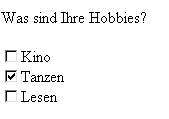 Was sind Ihre Hobbies?
Kino
Tanzen
Lesen